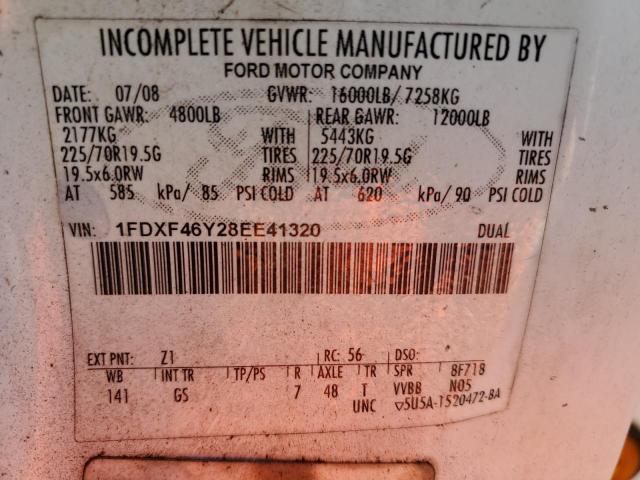 INCOMPLETE VEHICLE MANUFACTURED BY
FORD MOTOR COMPANY
DATE: 07/08 GVWR: 16000LB/ 7258KG
FRONT GAWR: 4800LB REAR GAWR: 12000LB
2177KG WITH 5443KG WITH
225/70R19.5G TIRES 225/70R19.5G TIRES
19.5x6.0RW RIMS 19.5x6.0RW RIMS
AT 585 kPa/ 85 PSI COLD AT 620 kPa/ 90 PSI COLD
VIN: 1FDXF46Y28EE41320 DUAL
EXT PNT: Z1 RC: 56 DSO:
WB INT TR TP/PS R AXLE TR SPR 8F718
141 GS 7 48 T VVBB N05
UNC ▽5U5A-1520472-BA